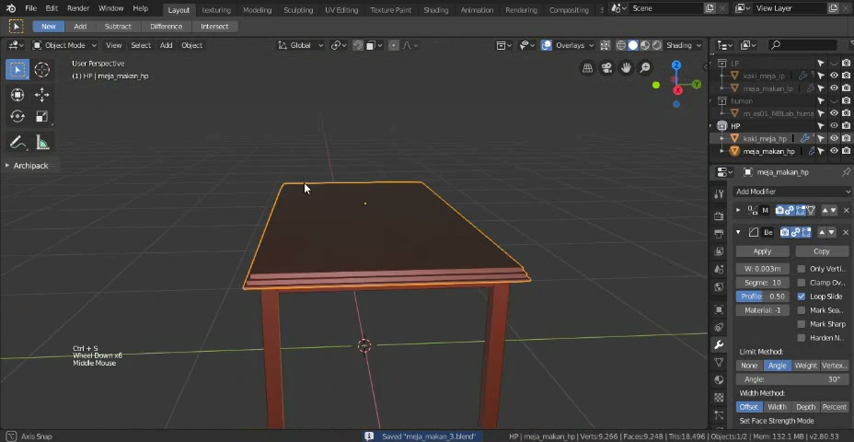 File Edit Render Window Help Layout texturing Modeling Sculpting UV Editing Texture Paint Shading Animation Rendering Compositing Scene View Layer
New Add Subtract Difference Intersect
Object Mode View Select Add Object Global Overlays Shading
User Perspective
(1) HP | meja_makan_hp
Archipack
Ctrl + S
Wheel Down x6
Middle Mouse
LP
kaki_meja_lp
meja_makan_lp
human
m_as01_MBLab_huma
HP
kaki_meja_hp
meja_makan_hp
meja_makan_hp
Add Modifier
M
Be
Apply Copy
W: 0.003m Only Verti..
Segme: 10 Clamp Ov..
Profile: 0.50 Loop Slide
Material: -1 Mark Sea..
Mark Sharp
Harden N..
Limit Method:
None Angle Weight Vertex..
Angle: 30°
Width Method:
Offset Width Depth Percent
Set Face Strength Mode
Axis Snap Saved "meja_makan_3.blend" HP | meja_makan_hp | Verts:9.266 | Faces:9.248 | Tris:18.496 | Objects:1/2 | Mem: 132.1 MB | v2.80.53